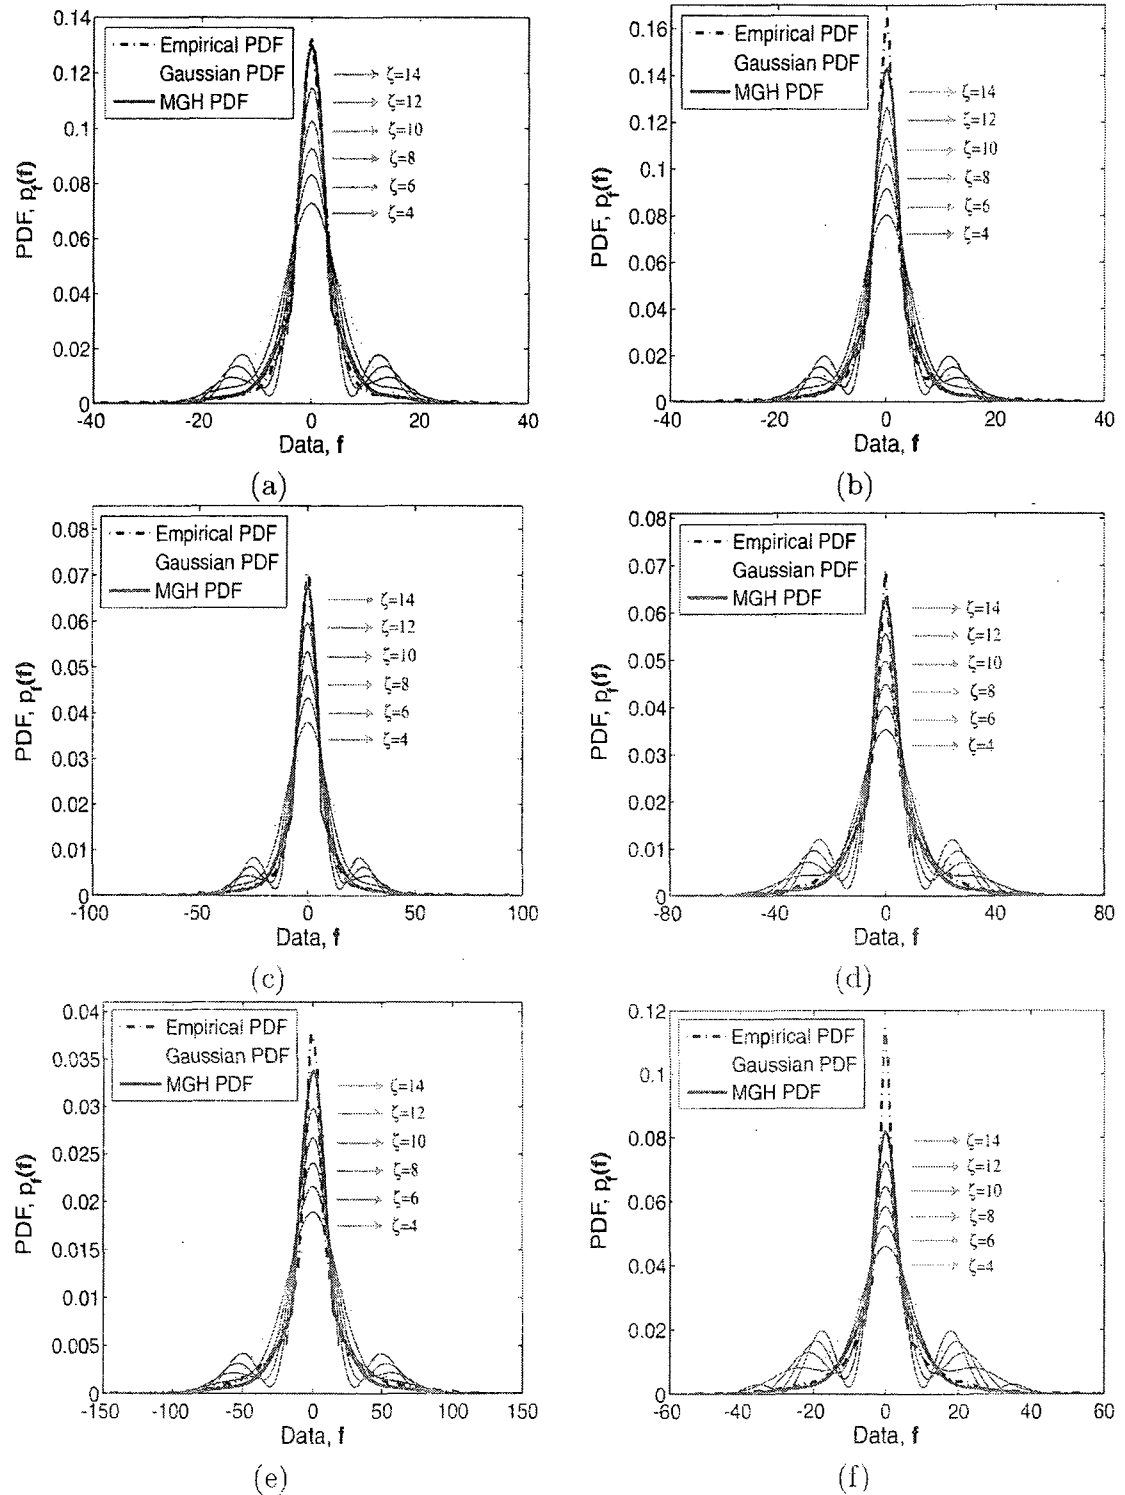 0.14
0.12
0.1
0.08
0.06
0.04
0.02
0
PDF, p_f(f)
Empirical PDF
Gaussian PDF
MGH PDF
ζ=14
ζ=12
ζ=10
ζ=8
ζ=6
ζ=4
-40 -20 0 20 40
Data, f
(a)
0.16
0.14
0.12
0.1
0.08
0.06
0.04
0.02
0
PDF, p_f(f)
Empirical PDF
Gaussian PDF
MGH PDF
ζ=14
ζ=12
ζ=10
ζ=8
ζ=6
ζ=4
-40 -20 0 20 40
Data, f
(b)
0.08
0.07
0.06
0.05
0.04
0.03
0.02
0.01
0
PDF, p_f(f)
Empirical PDF
Gaussian PDF
MGH PDF
ζ=14
ζ=12
ζ=10
ζ=8
ζ=6
ζ=4
-100 -50 0 50 100
Data, f
(c)
0.08
0.07
0.06
0.05
0.04
0.03
0.02
0.01
0
PDF, p_f(f)
Empirical PDF
Gaussian PDF
MGH PDF
ζ=14
ζ=12
ζ=10
ζ=8
ζ=6
ζ=4
-80 -40 0 40 80
Data, f
(d)
0.04
0.035
0.03
0.025
0.02
0.015
0.01
0.005
0
PDF, p_f(f)
Empirical PDF
Gaussian PDF
MGH PDF
ζ=14
ζ=12
ζ=10
ζ=8
ζ=6
ζ=4
-150 -100 -50 0 50 100 150
Data, f
(e)
0.12
0.1
0.08
0.06
0.04
0.02
0
PDF, p_f(f)
Empirical PDF
Gaussian PDF
MGH PDF
ζ=14
ζ=12
ζ=10
ζ=8
ζ=6
ζ=4
-60 -40 -20 0 20 40 60
Data, f
(f)